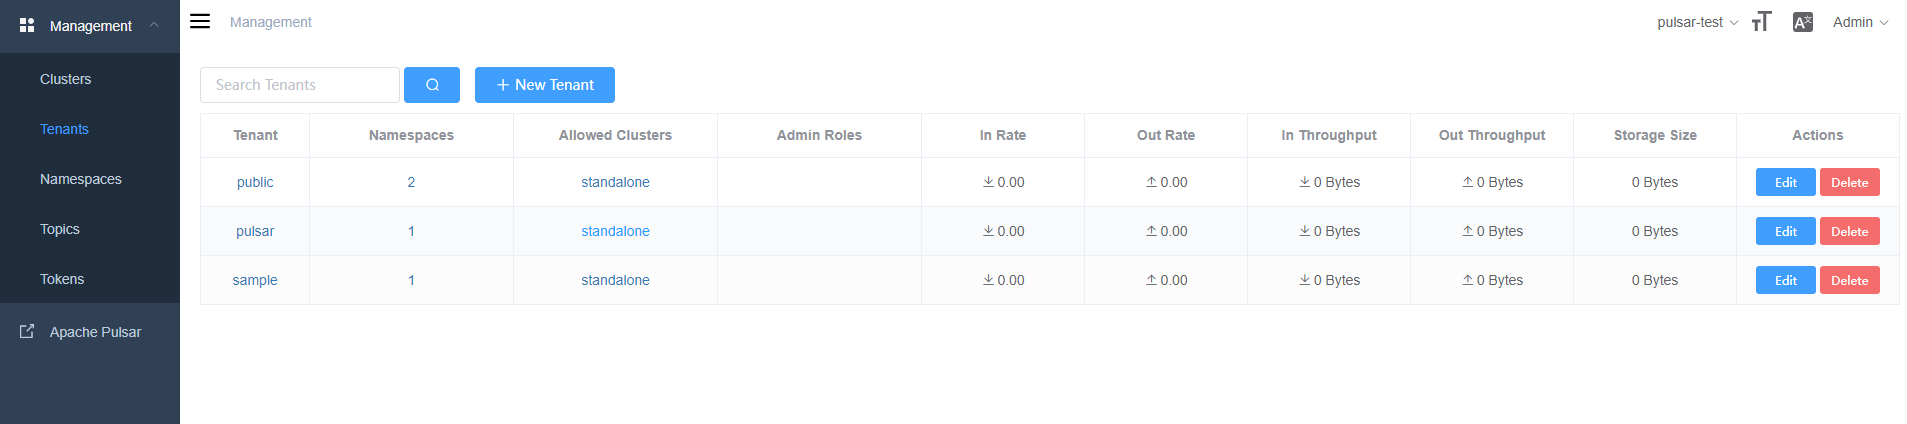 Management
Clusters
Tenants
Namespaces
Topics
Tokens
Apache Pulsar
Management
pulsar-test
Admin
Search Tenants
New Tenant
Tenant Namespaces Allowed Clusters Admin Roles In Rate Out Rate In Throughput Out Throughput Storage Size Actions
public 2 standalone 0.00 0.00 0 Bytes 0 Bytes 0 Bytes Edit Delete
pulsar 1 standalone 0.00 0.00 0 Bytes 0 Bytes 0 Bytes Edit Delete
sample 1 standalone 0.00 0.00 0 Bytes 0 Bytes 0 Bytes Edit Delete